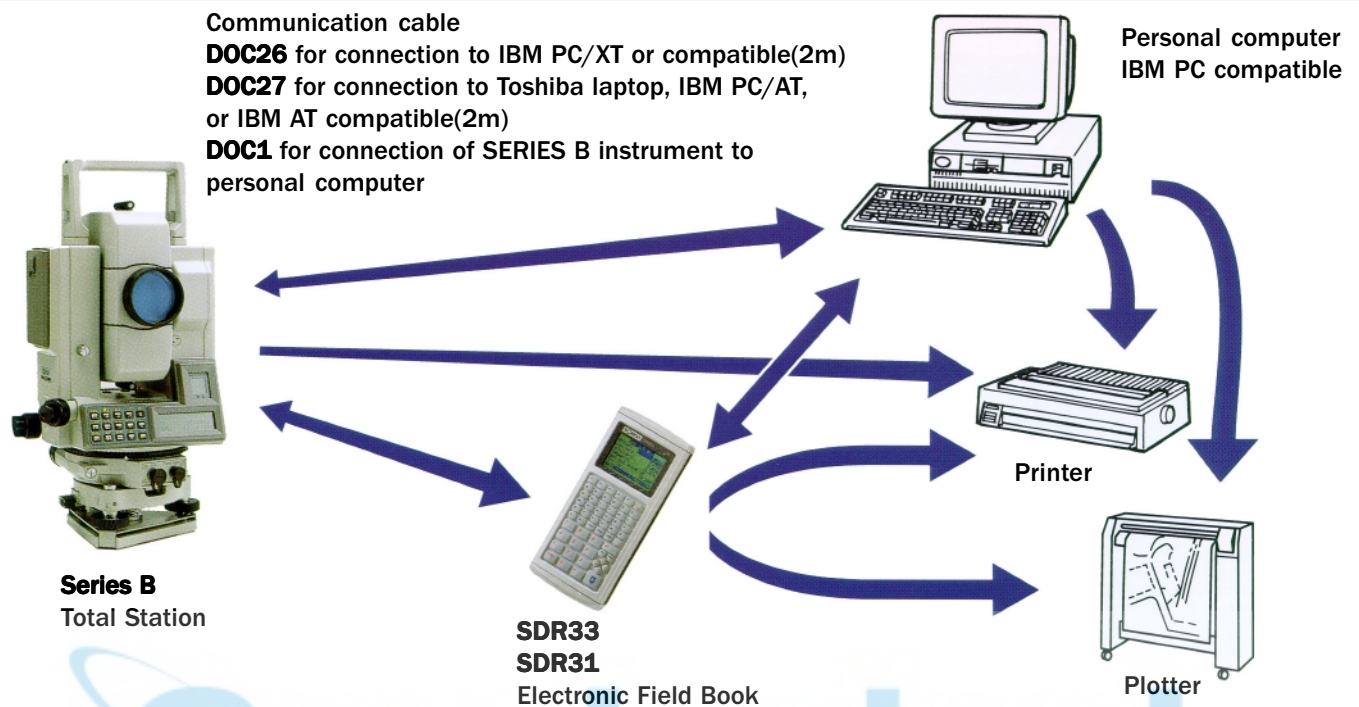 Communication cable
DOC26 for connection to IBM PC/XT or compatible(2m)
DOC27 for connection to Toshiba laptop, IBM PC/AT,
or IBM AT compatible(2m)
DOC1 for connection of SERIES B instrument to
personal computer
Personal computer
IBM PC compatible
Printer
Series B
Total Station
SDR33
SDR31
Electronic Field Book
Plotter